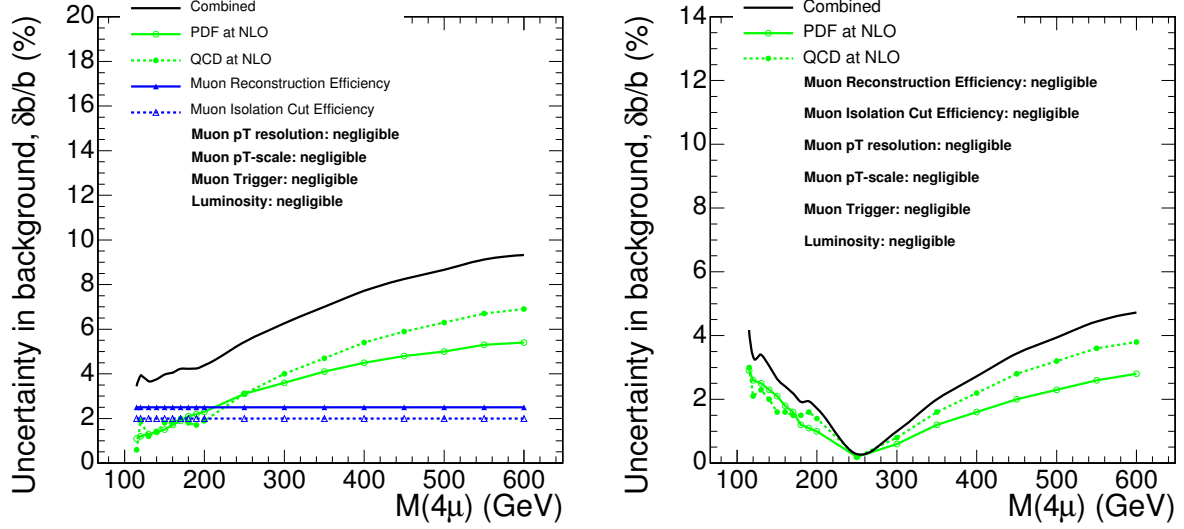 Uncertainty in background, δb/b (%)
20
18
16
14
12
10
8
6
4
2
0
Combined
PDF at NLO
QCD at NLO
Muon Reconstruction Efficiency
Muon Isolation Cut Efficiency
Muon pT resolution: negligible
Muon pT-scale: negligible
Muon Trigger: negligible
Luminosity: negligible
100 200 300 400 500 600
M(4μ) (GeV)
Uncertainty in background, δb/b (%)
14
12
10
8
6
4
2
0
Combined
PDF at NLO
QCD at NLO
Muon Reconstruction Efficiency: negligible
Muon Isolation Cut Efficiency: negligible
Muon pT resolution: negligible
Muon pT-scale: negligible
Muon Trigger: negligible
Luminosity: negligible
100 200 300 400 500 600
M(4μ) (GeV)